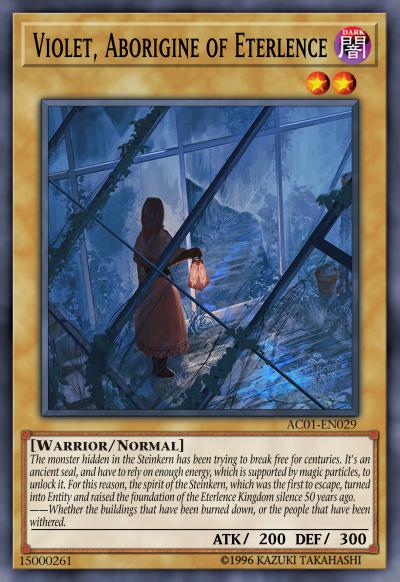 VIOLET, ABORIGINE OF ETERLENCE
DARK
闇
AC01-EN029
[WARRIOR/NORMAL]
The monster hidden in the Steinkern has been trying to break free for centuries. It's an
ancient seal, and have to rely on enough energy, which is supported by magic particles, to
unlock it. For this reason, the spirit of the Steinkern, which was the first to escape, turned
into Entity and raised the foundation of the Eterlence Kingdom silence 50 years ago.
——Whether the buildings that have been burned down, or the people that have been
withered.
ATK / 200 DEF / 300
15000261
©1996 KAZUKI TAKAHASHI